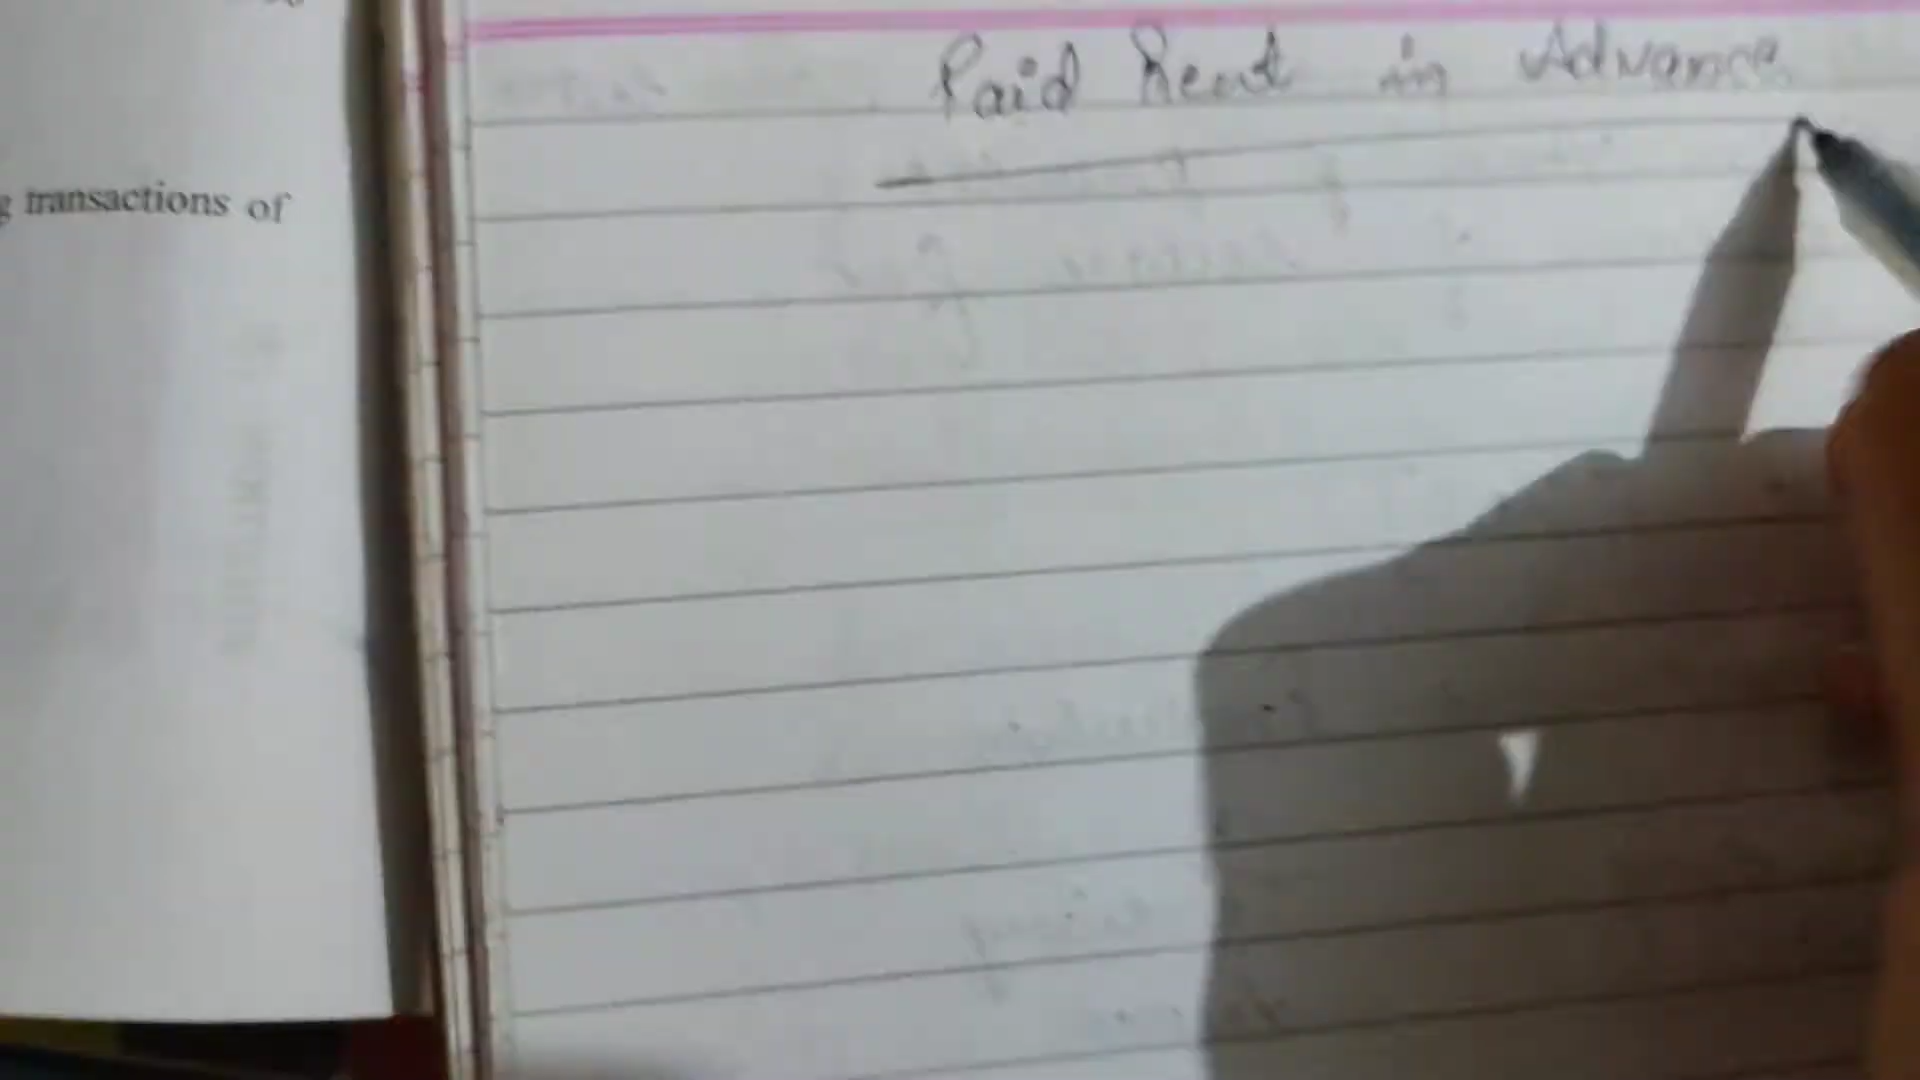 transactions of
Paid Rent in Advance